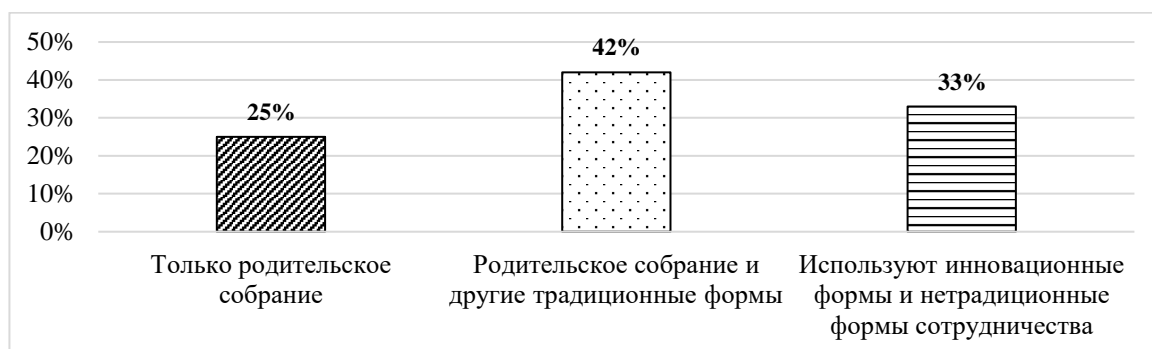 50%
40%
30%
20%
10%
0%
25%
42%
33%
Только родительское
собрание
Родительское собрание и
другие традиционные формы
Используют инновационные
формы и нетрадиционные
формы сотрудничества